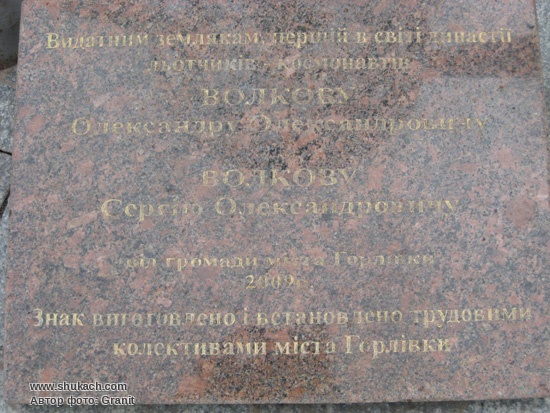 Видатним землякам, першій в світі династії
льотчиків - космонавтів
ВОЛКОВУ
Олександру Олександровичу
ВОЛКОВУ
Сергію Олександровичу
від громади міста Горлівки
2009р.
Знак виготовлено і встановлено трудовими
колективами міста Горлівки
www.shukach.com
Автор фото: Granit